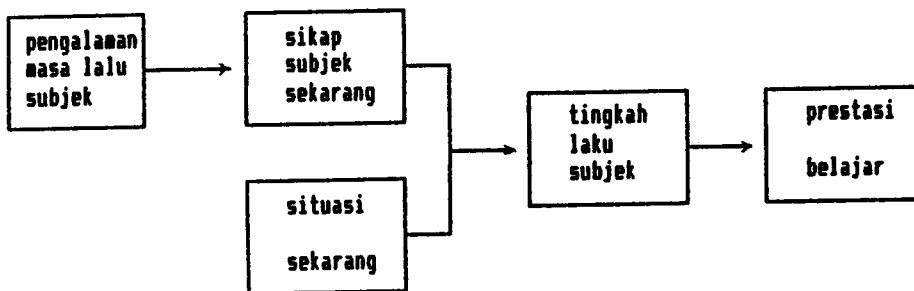 pengalaman
masa lalu
subjek
sikap
subjek
sekarang
situasi
sekarang
tingkah
laku
subjek
prestasi
belajar